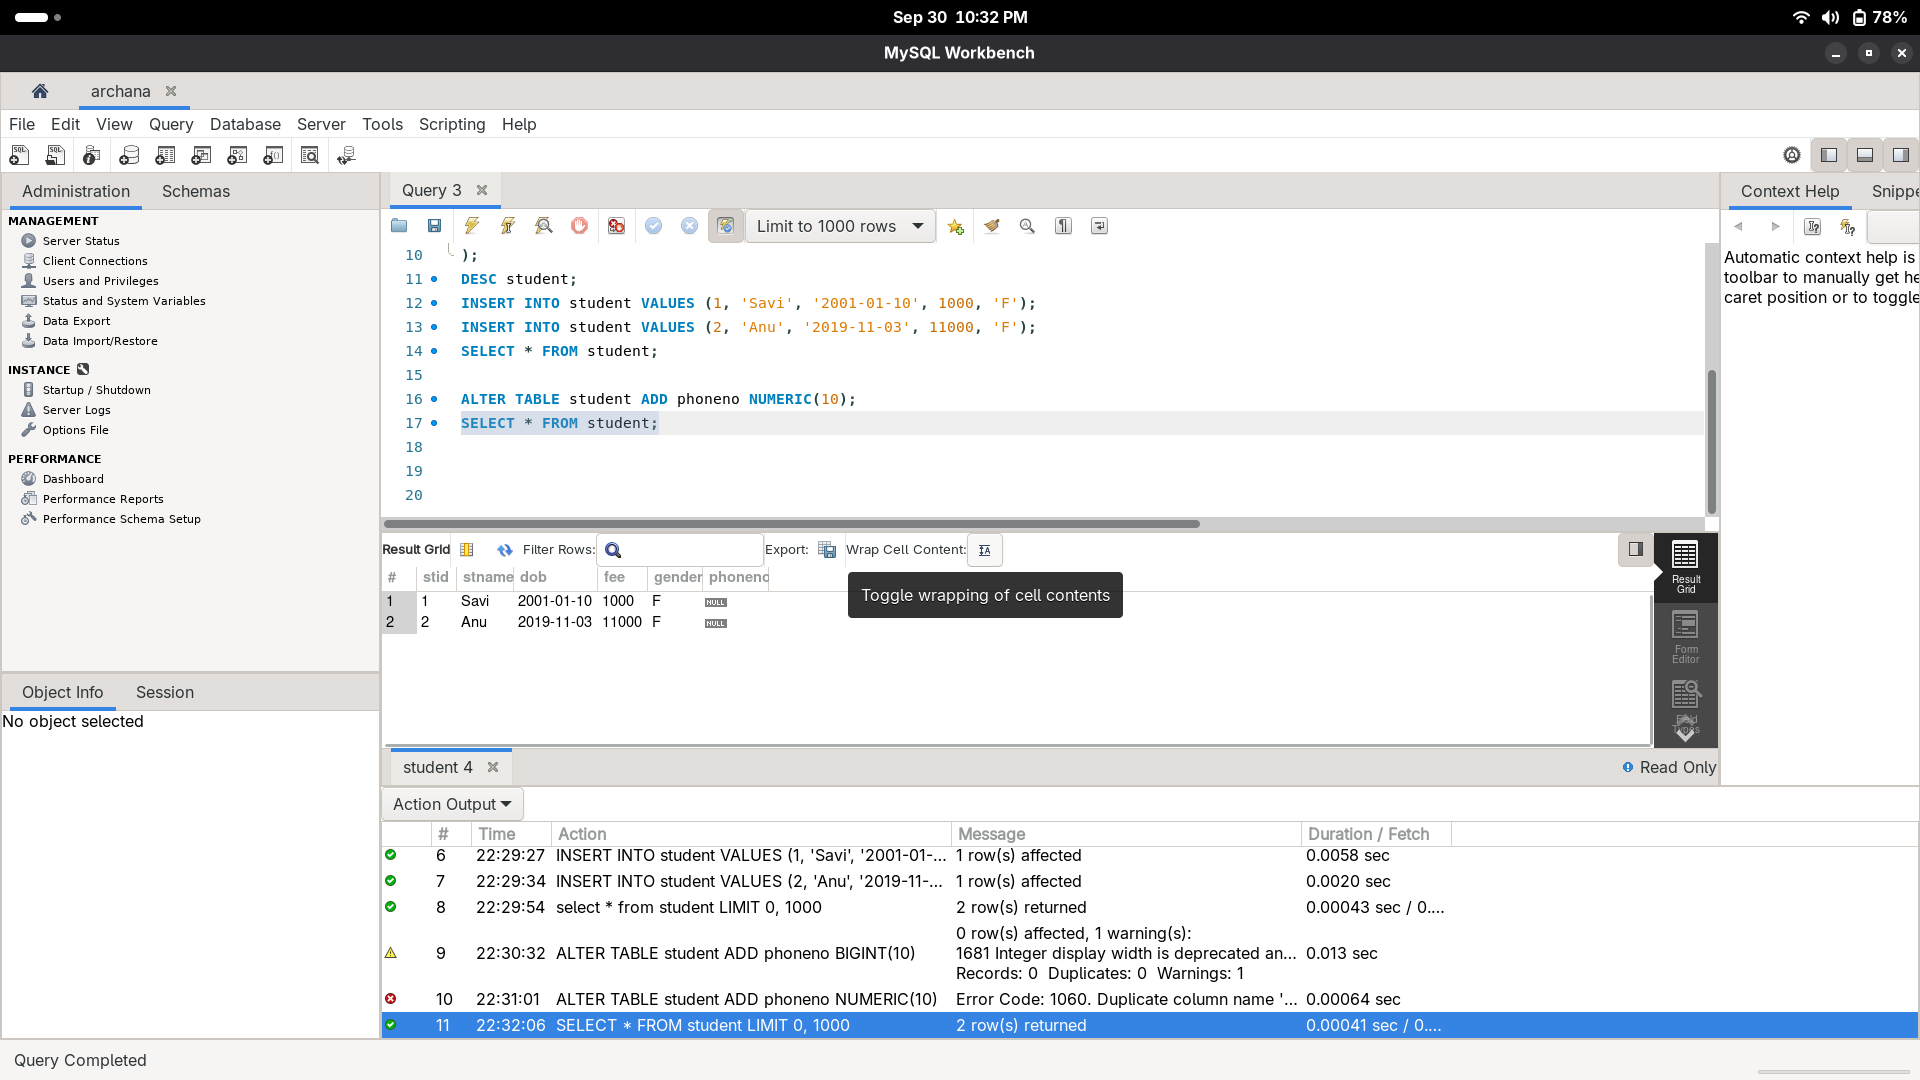 Sep 30 10:32 PM
78%
MySQL Workbench
archana
File Edit View Query Database Server Tools Scripting Help
Administration Schemas
MANAGEMENT
Server Status
Client Connections
Users and Privileges
Status and System Variables
Data Export
Data Import/Restore
INSTANCE
Startup / Shutdown
Server Logs
Options File
PERFORMANCE
Dashboard
Performance Reports
Performance Schema Setup
Object Info Session
No object selected
Query 3
Limit to 1000 rows
10 );
11 DESC student;
12 INSERT INTO student VALUES (1, 'Savi', '2001-01-10', 1000, 'F');
13 INSERT INTO student VALUES (2, 'Anu', '2019-11-03', 11000, 'F');
14 SELECT * FROM student;
15
16 ALTER TABLE student ADD phoneno NUMERIC(10);
17 SELECT * FROM student;
18
19
20
Result Grid Filter Rows: Export: Wrap Cell Content:
# stid stname dob fee gender phoneno
1 1 Savi 2001-01-10 1000 F NULL
2 2 Anu 2019-11-03 11000 F NULL
Toggle wrapping of cell contents
Result
Grid
Form
Editor
Field
Types
student 4
Read Only
Context Help Snippe
Automatic context help is
toolbar to manually get he
caret position or to toggle
Action Output
# Time Action Message Duration / Fetch
6 22:29:27 INSERT INTO student VALUES (1, 'Savi', '2001-01-... 1 row(s) affected 0.0058 sec
7 22:29:34 INSERT INTO student VALUES (2, 'Anu', '2019-11-... 1 row(s) affected 0.0020 sec
8 22:29:54 select * from student LIMIT 0, 1000 2 row(s) returned 0.00043 sec / 0....
0 row(s) affected, 1 warning(s):
9 22:30:32 ALTER TABLE student ADD phoneno BIGINT(10) 1681 Integer display width is deprecated an... 0.013 sec
Records: 0 Duplicates: 0 Warnings: 1
10 22:31:01 ALTER TABLE student ADD phoneno NUMERIC(10) Error Code: 1060. Duplicate column name '... 0.00064 sec
11 22:32:06 SELECT * FROM student LIMIT 0, 1000 2 row(s) returned 0.00041 sec / 0....
Query Completed